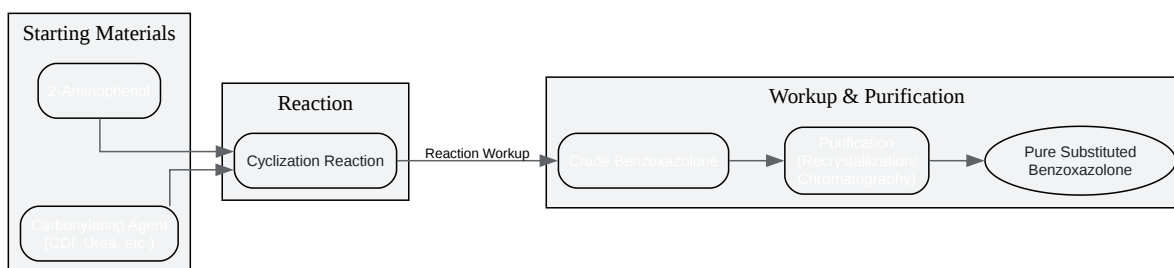 Starting Materials
2-Aminophenol
Carbonylating Agent
(CDI, Urea, etc.)
Reaction
Cyclization Reaction
Reaction Workup
Workup & Purification
Crude Benzoxazolone
Purification
(Recrystallization/
Chromatography)
Pure Substituted
Benzoxazolone